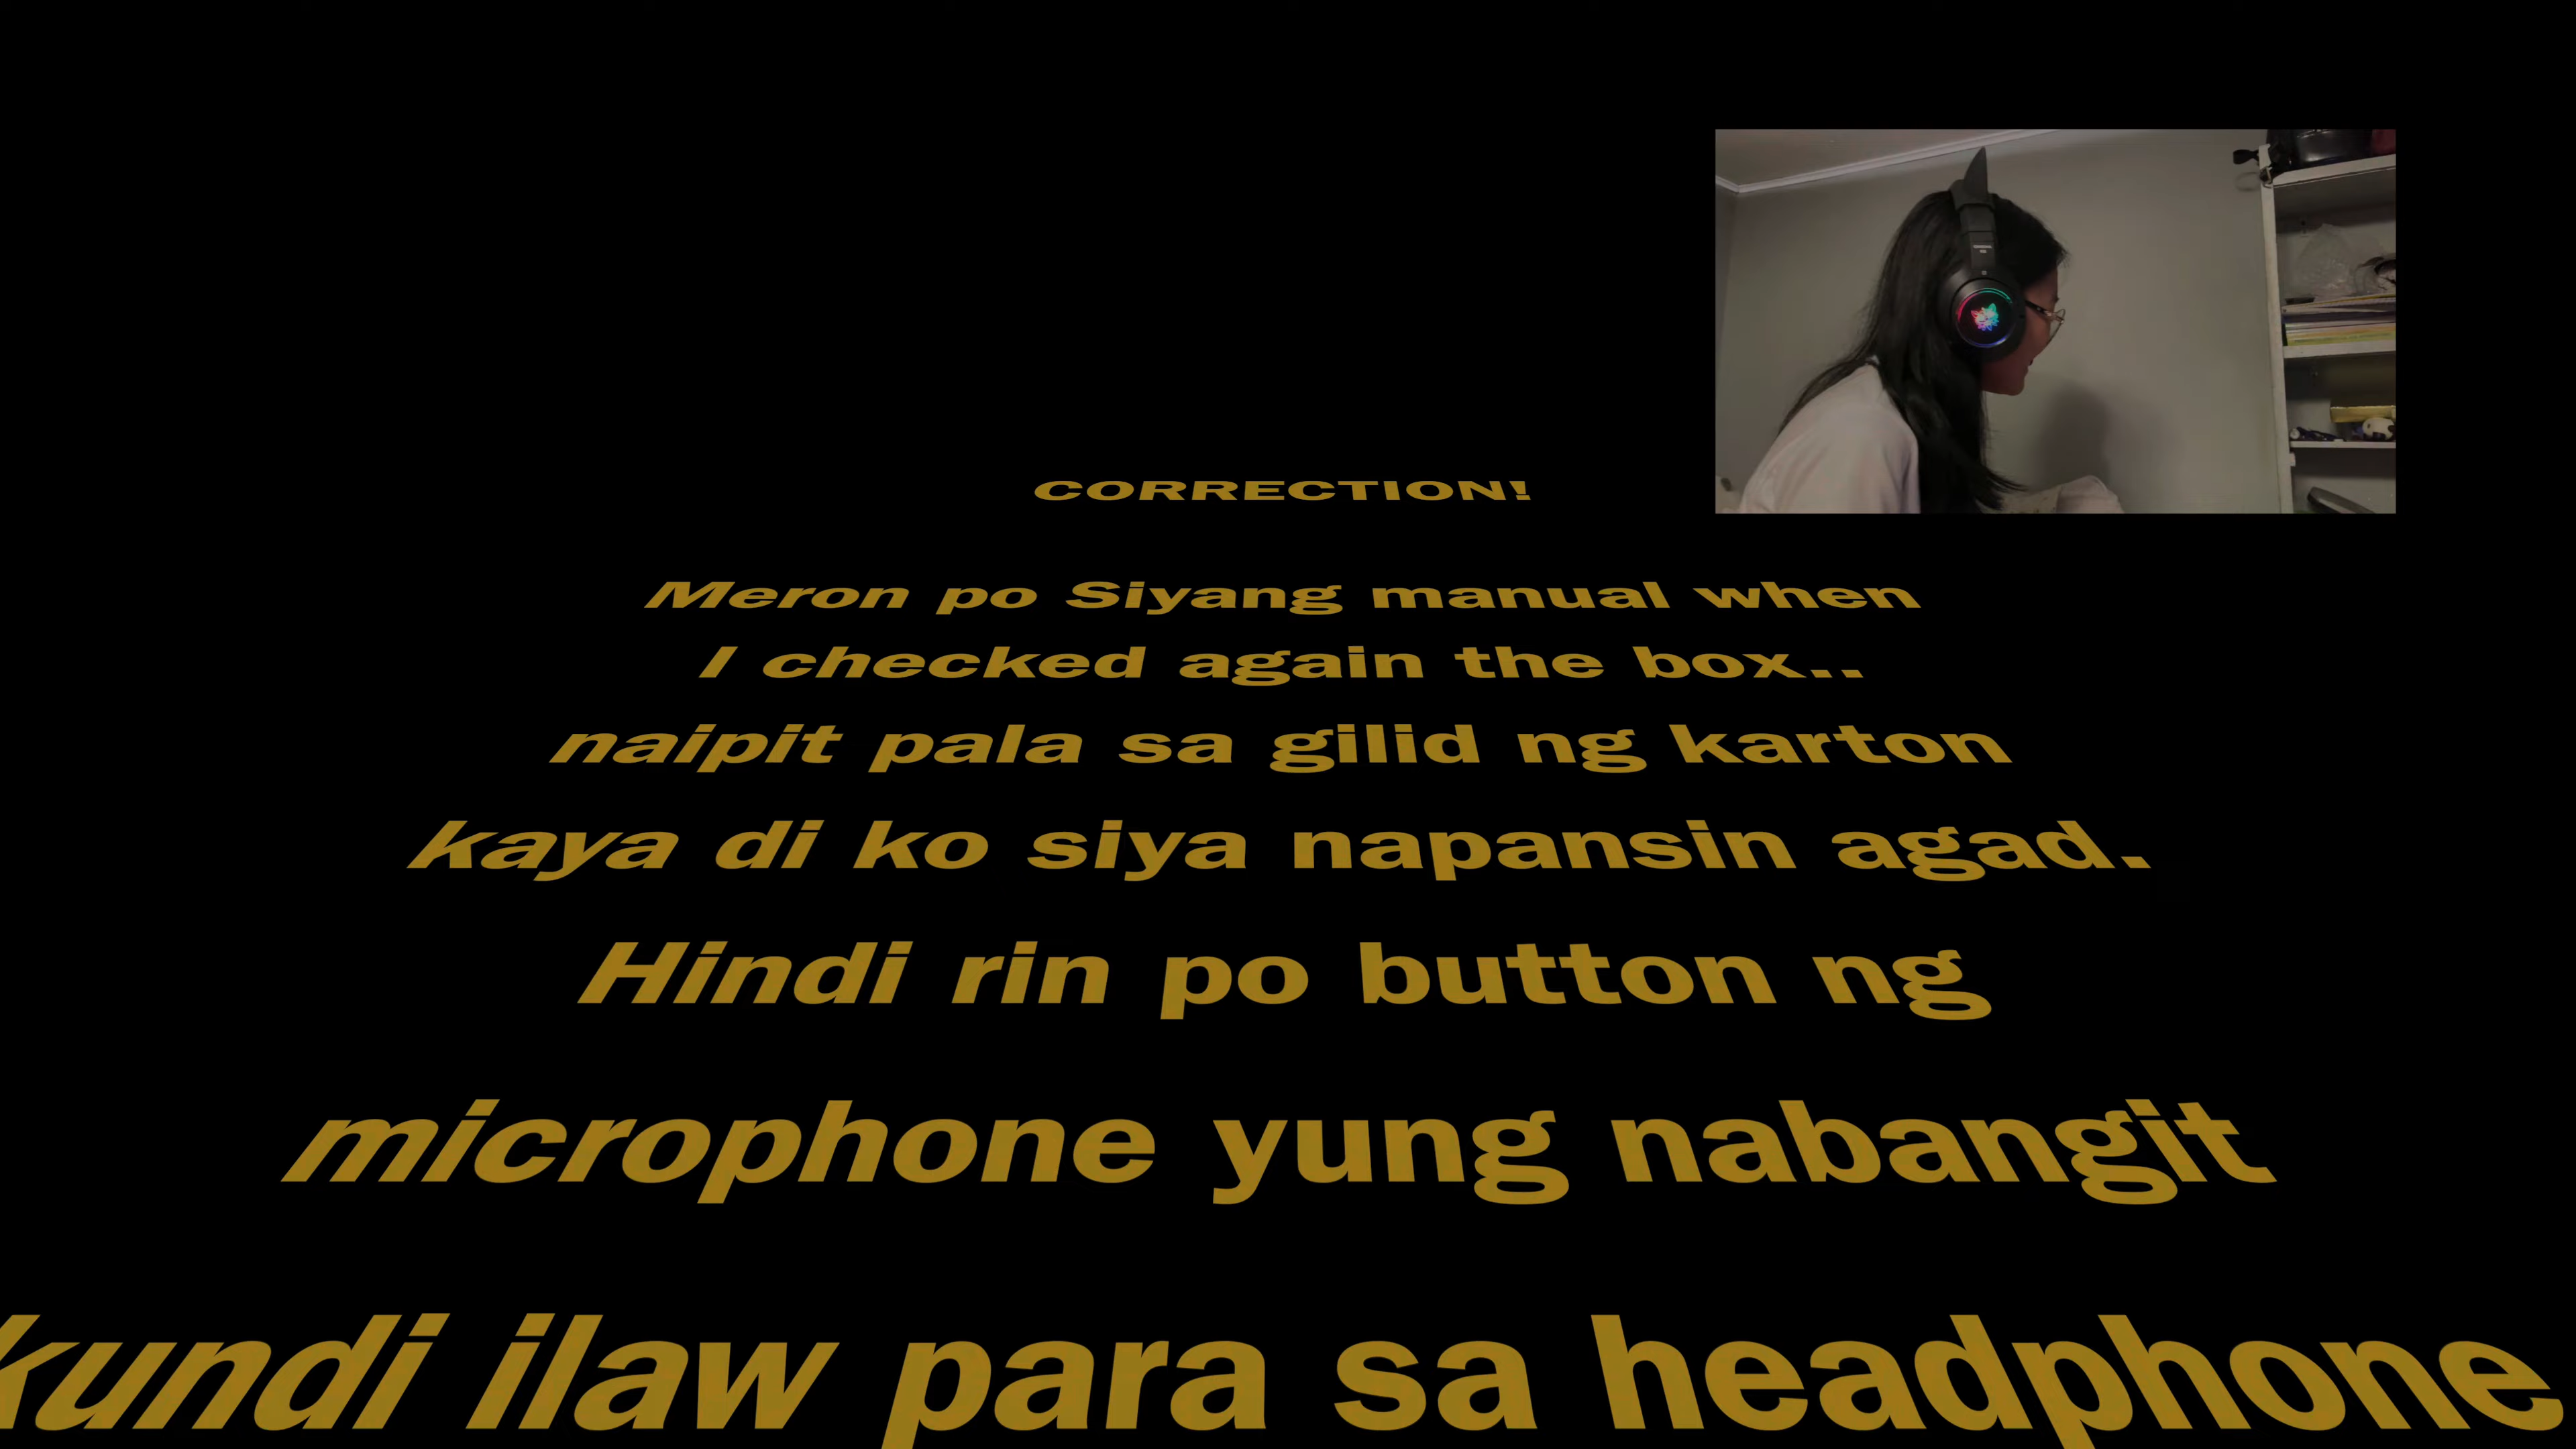 CORRECTION!
Meron po Siyang manual when
I checked again the box..
naipit pala sa gilid ng karton
kaya di ko siya napansin agad.
Hindi rin po button ng
microphone yung nabangit
kundi ilaw para sa headphone